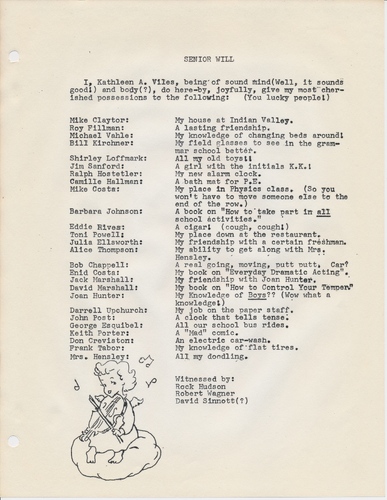 SENIOR WILL
I, Kathleen A. Viles, being of sound mind(Well, it sounds
good!) and body(?), do here-by, joyfully, give my most cher-
ished possessions to the following: (You lucky people!)
Mike Claytor: My house at Indian Valley.
Roy Fillman: A lasting friendship.
Michael Vehle: My knowledge of changing beds around!
Bill Kirchner: My field glasses to see in the gram-
mar school better.
Shirley Loffmark: All my old toys!!
Jim Sanford: A girl with the initials K.K.!
Ralph Hostetler: My new alarm clock.
Camille Hallman: A bath mat for P.E.
Mike Costs: My place in Physics class. (So you
won't have to move someone else to the
end of the row.)
Barbara Johnson: A book on "How to take part in all
school activities."
Eddie Rives: A cigar! (cough, cough!)
Toni Powell: My place down at the restaurant.
Julia Ellsworth: My friendship with a certain freshman.
Alice Thompson: My ability to get along with Mrs.
Hensley.
Bob Chappell: A real going, moving, putt putt, Car?
Enid Costa: My book on "Everyday Dramatic Acting".
Jack Marshall: My friendship with Joan Hunter.
David Marshall: My book on "How to Control Your Temper"
Joan Hunter: My Knowledge of Boys?? (Wow what a
knowledge!)
Darrell Upchurch: My job on the paper staff.
John Post: A clock that tells tense.
George Esquibel: All our school bus rides.
Keith Porter: A "Mad" comic.
Don Craviston: An electric car-wash.
Frank Tabor: My knowledge of flat tires.
Mrs. Hensley: All my doodling.
Witnessed by:
Rock Hudson
Robert Wagner
David Sinnott(?)